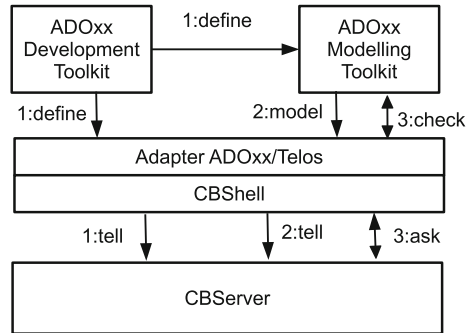 ADOxx
Development
Toolkit
1:define
ADOxx
Modelling
Toolkit
1:define
2:model
3:check
Adapter ADOxx/Telos
CBShell
1:tell
2:tell
3:ask
CBServer